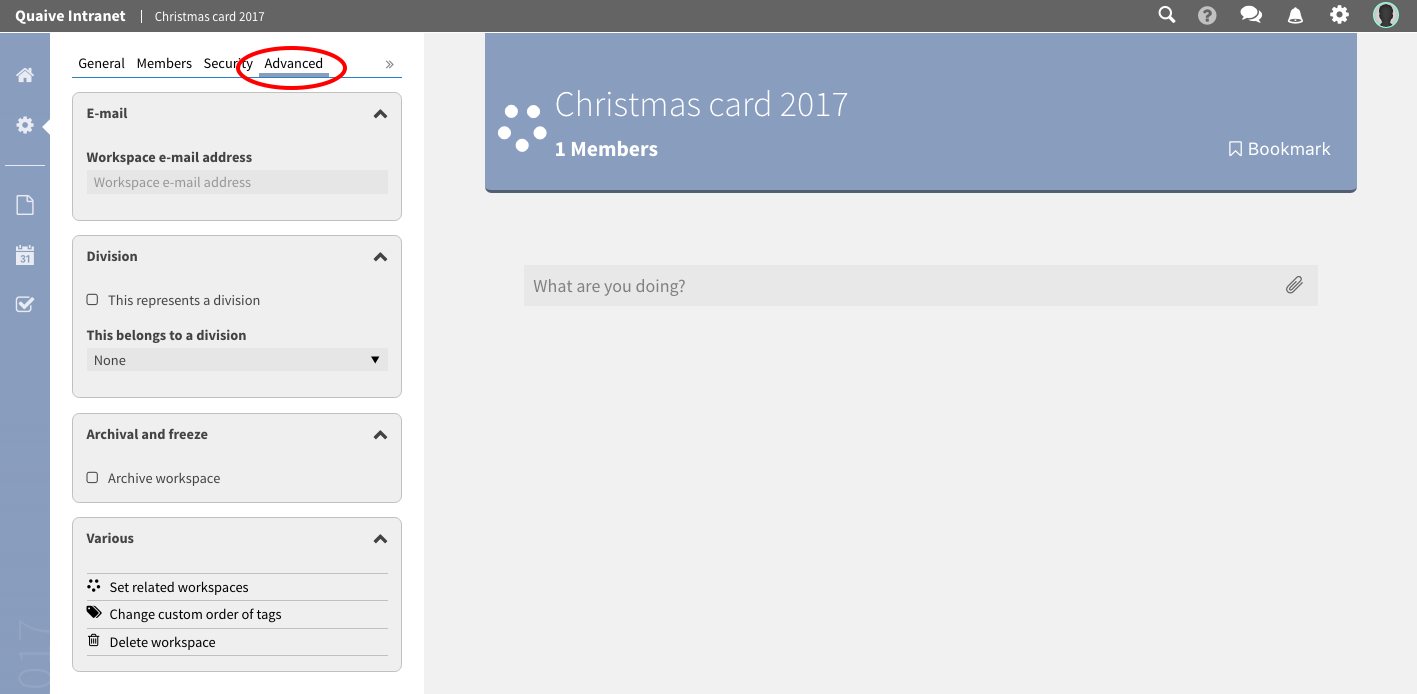 Quaive Intranet | Christmas card 2017
General Members Security Advanced »
E-mail
Workspace e-mail address
Workspace e-mail address
Division
This represents a division
This belongs to a division
None
Archival and freeze
Archive workspace
Various
Set related workspaces
Change custom order of tags
Delete workspace
31
017
Christmas card 2017
1 Members
Bookmark
What are you doing?